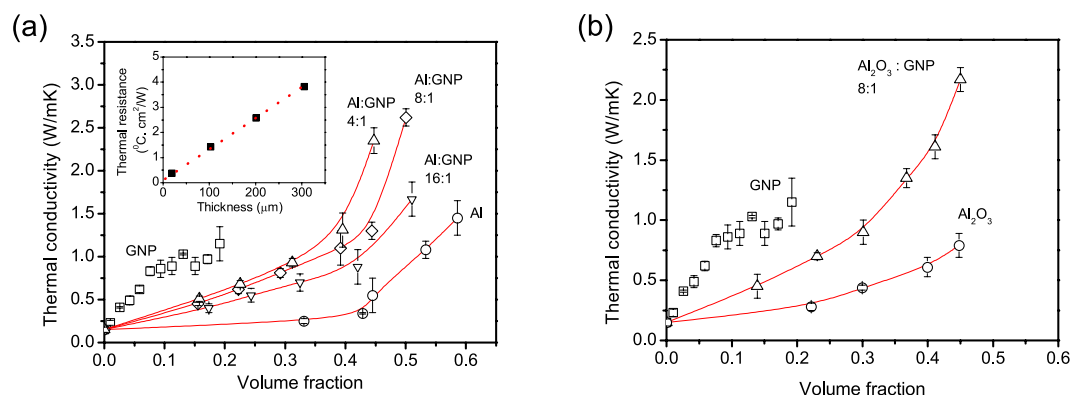 (a)
Thermal conductivity (W/mK)
3.5
3.0
2.5
2.0
1.5
1.0
0.5
0.0
0.0 0.1 0.2 0.3 0.4 0.5 0.6
Volume fraction
Thermal resistance
(⁰C. cm²/W)
5
4
3
2
1
0
0 100 200 300
Thickness (μm)
GNP
Al:GNP
4:1
Al:GNP
8:1
Al:GNP
16:1
Al
(b)
Thermal conductivity (W/mK)
2.5
2.0
1.5
1.0
0.5
0.0
0.0 0.1 0.2 0.3 0.4 0.5 0.6
Volume fraction
Al₂O₃ : GNP
8:1
GNP
Al₂O₃